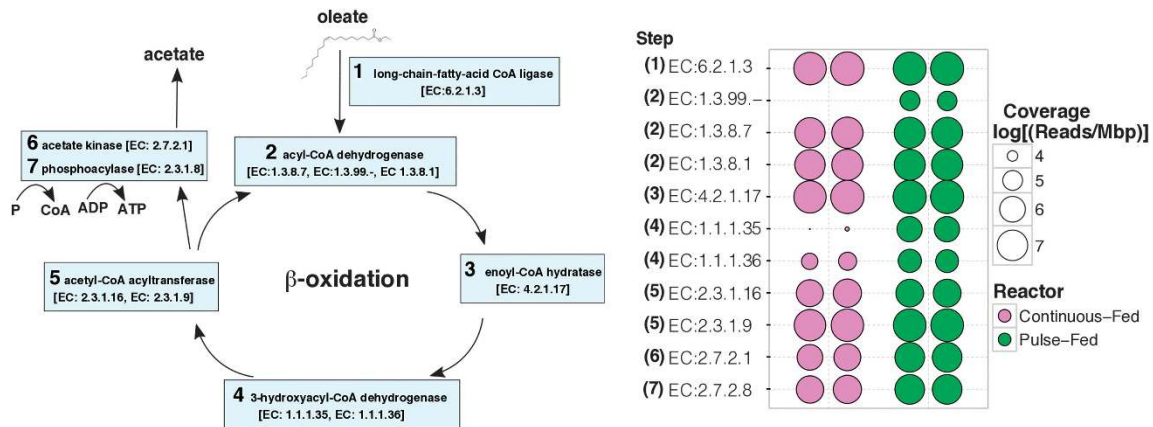 oleate
acetate
1 long-chain-fatty-acid CoA ligase
[EC:6.2.1.3]
6 acetate kinase [EC: 2.7.2.1]
7 phosphoacylase [EC: 2.3.1.8]
P CoA ADP ATP
2 acyl-CoA dehydrogenase
[EC:1.3.8.7, EC:1.3.99.-, EC 1.3.8.1]
5 acetyl-CoA acyltransferase
[EC: 2.3.1.16, EC: 2.3.1.9]
β-oxidation
3 enoyl-CoA hydratase
[EC: 4.2.1.17]
4 3-hydroxyacyl-CoA dehydrogenase
[EC: 1.1.1.35, EC: 1.1.1.36]
Step
(1) EC:6.2.1.3
(2) EC:1.3.99.-
(2) EC:1.3.8.7
(2) EC:1.3.8.1
(3) EC:4.2.1.17
(4) EC:1.1.1.35
(4) EC:1.1.1.36
(5) EC:2.3.1.16
(5) EC:2.3.1.9
(6) EC:2.7.2.1
(7) EC:2.7.2.8
Coverage
log[(Reads/Mbp)]
4
5
6
7
Reactor
Continuous-Fed
Pulse-Fed